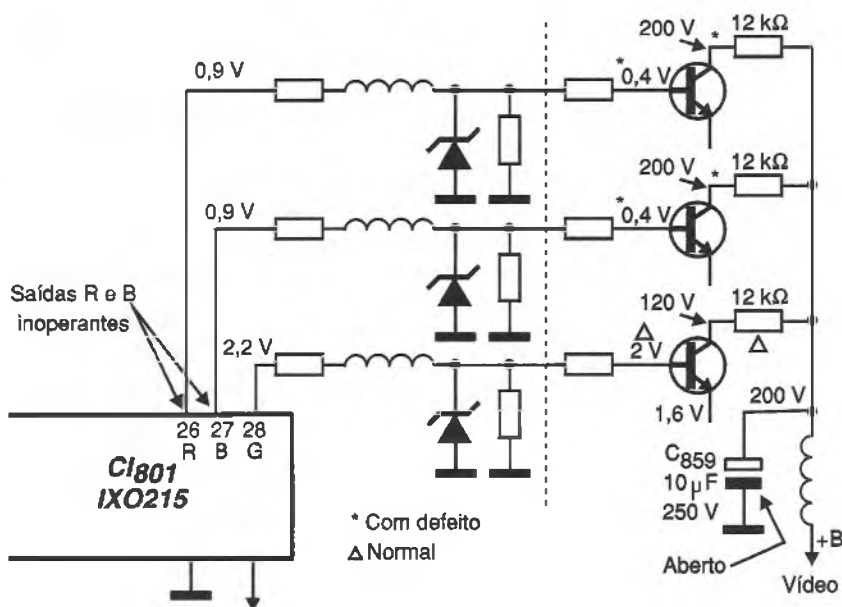 200 V
*
12 kΩ
0,9 V
*
0,4 V
200 V
*
12 kΩ
0,9 V
*
0,4 V
Saídas R e B
inoperantes
120 V
12 kΩ
2,2 V
Δ
2 V
Δ
1,6 V
200 V
26
27
28
R
B
G
CI801
IXO215
C859
10 µF
250 V
* Com defeito
Δ Normal
Aberto
+B
Vídeo